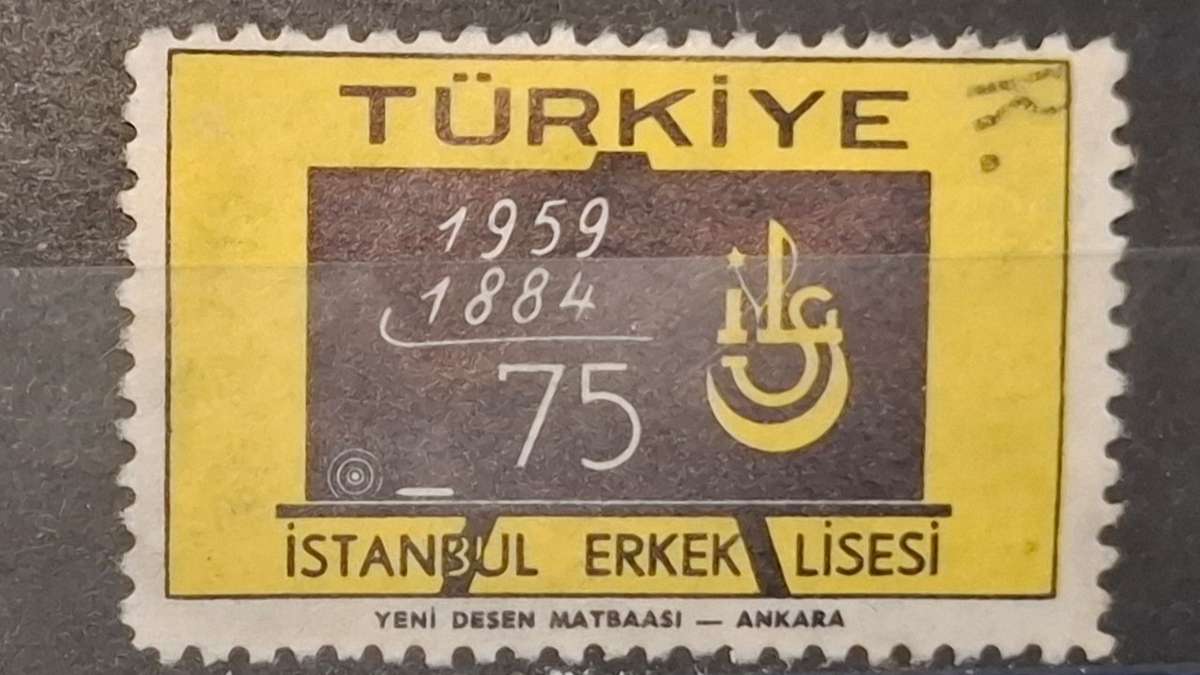 TÜRKİYE
1959
1884
75
İSTANBUL ERKEK LİSESİ
YENİ DESEN MATBAASI — ANKARA